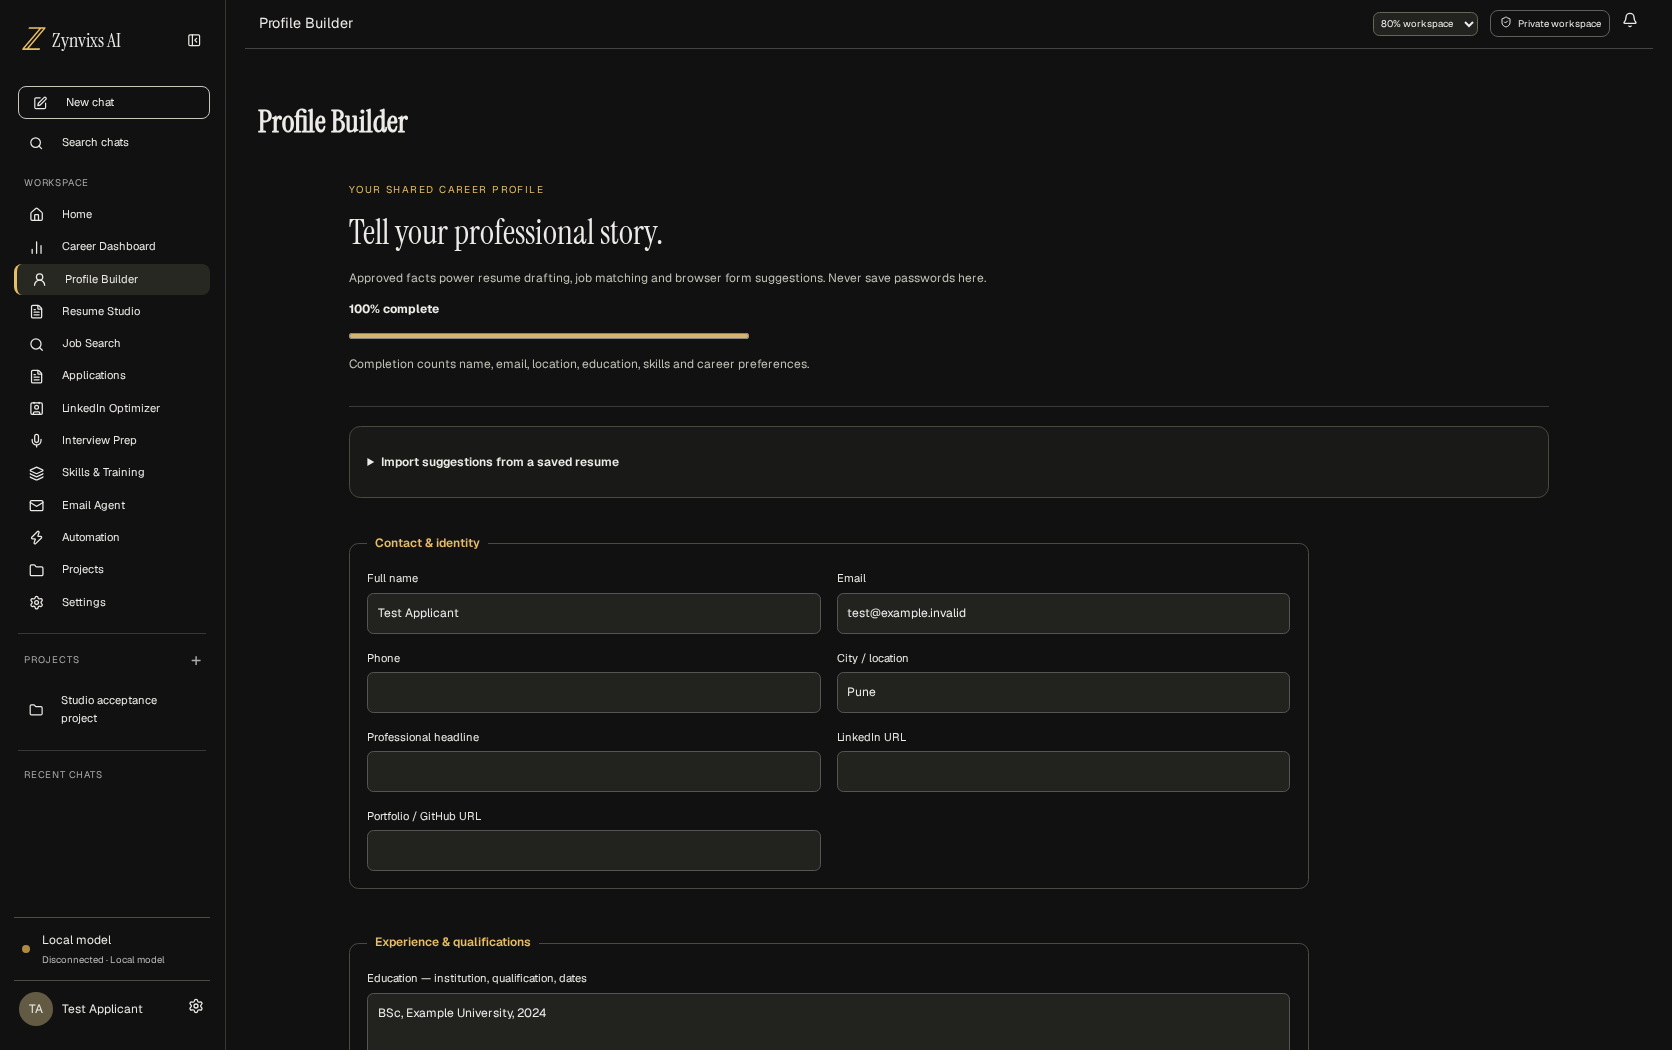 Zynvixs AI
New chat
Search chats
WORKSPACE
Home
Career Dashboard
Profile Builder
Resume Studio
Job Search
Applications
LinkedIn Optimizer
Interview Prep
Skills & Training
Email Agent
Automation
Projects
Settings
PROJECTS
Studio acceptance
project
RECENT CHATS
Local model
Disconnected · Local model
TA
Test Applicant
Profile Builder
80% workspace
Private workspace
Profile Builder
YOUR SHARED CAREER PROFILE
Tell your professional story.
Approved facts power resume drafting, job matching and browser form suggestions. Never save passwords here.
100% complete
Completion counts name, email, location, education, skills and career preferences.
Import suggestions from a saved resume
Contact & identity
Full name
Test Applicant
Email
test@example.invalid
Phone
City / location
Pune
Professional headline
LinkedIn URL
Portfolio / GitHub URL
Experience & qualifications
Education — institution, qualification, dates
BSc, Example University, 2024